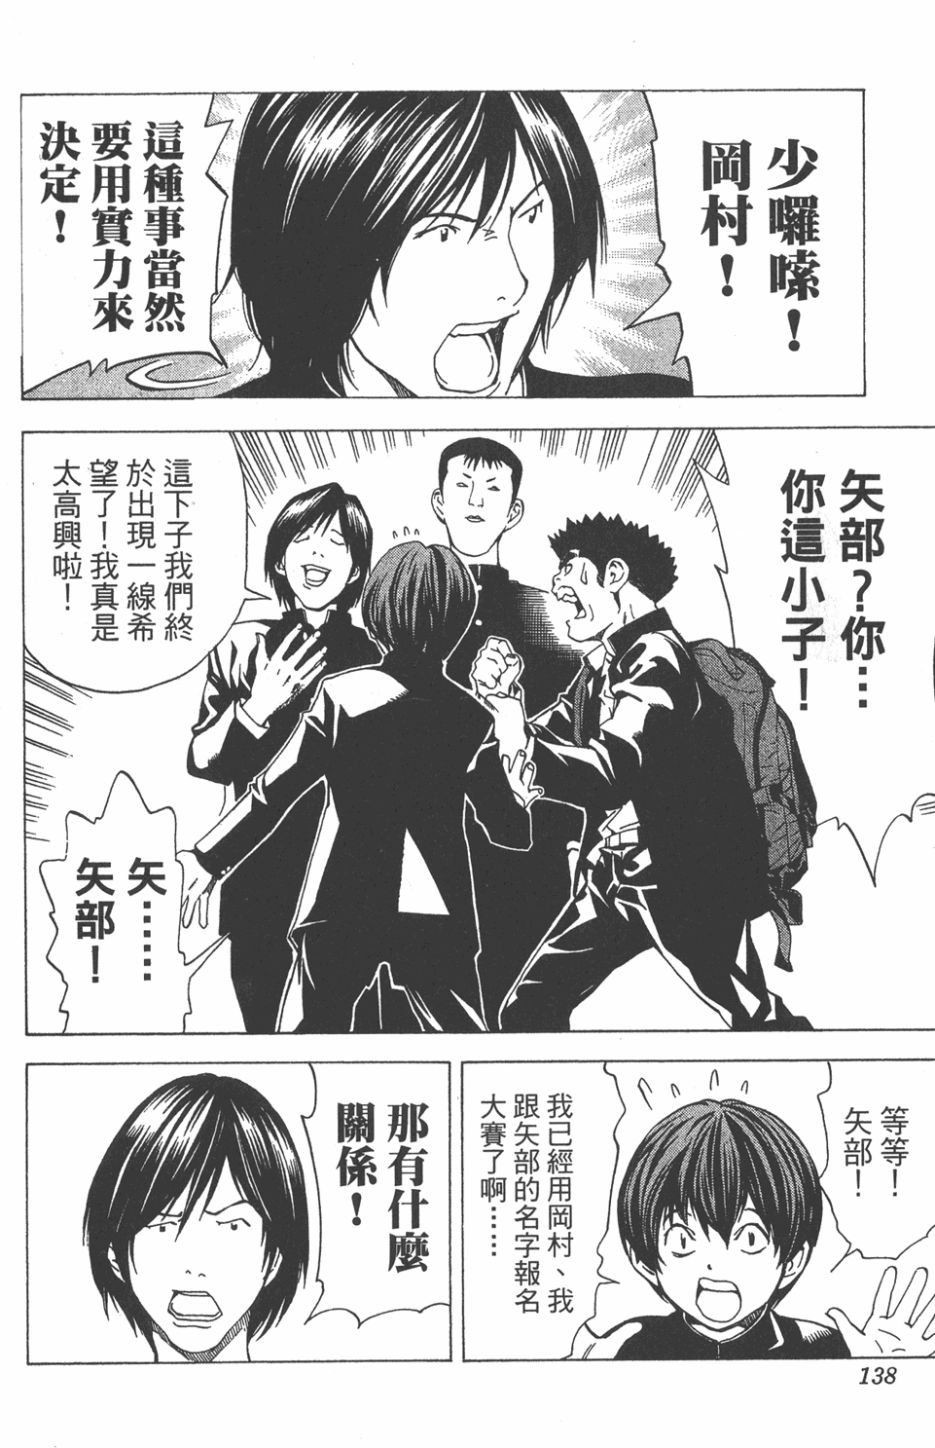 少囉嗦！
岡村！
這種事當然
要用實力來
決定！
矢部？你…
你這小子！
這下子我們終
於出現一線希
望了！我真是
太高興啦！
矢……
矢部！
等等！
矢部！
我已經用岡村、我
跟矢部的名字報名
大賽了啊……
那有什麼
關係！
138